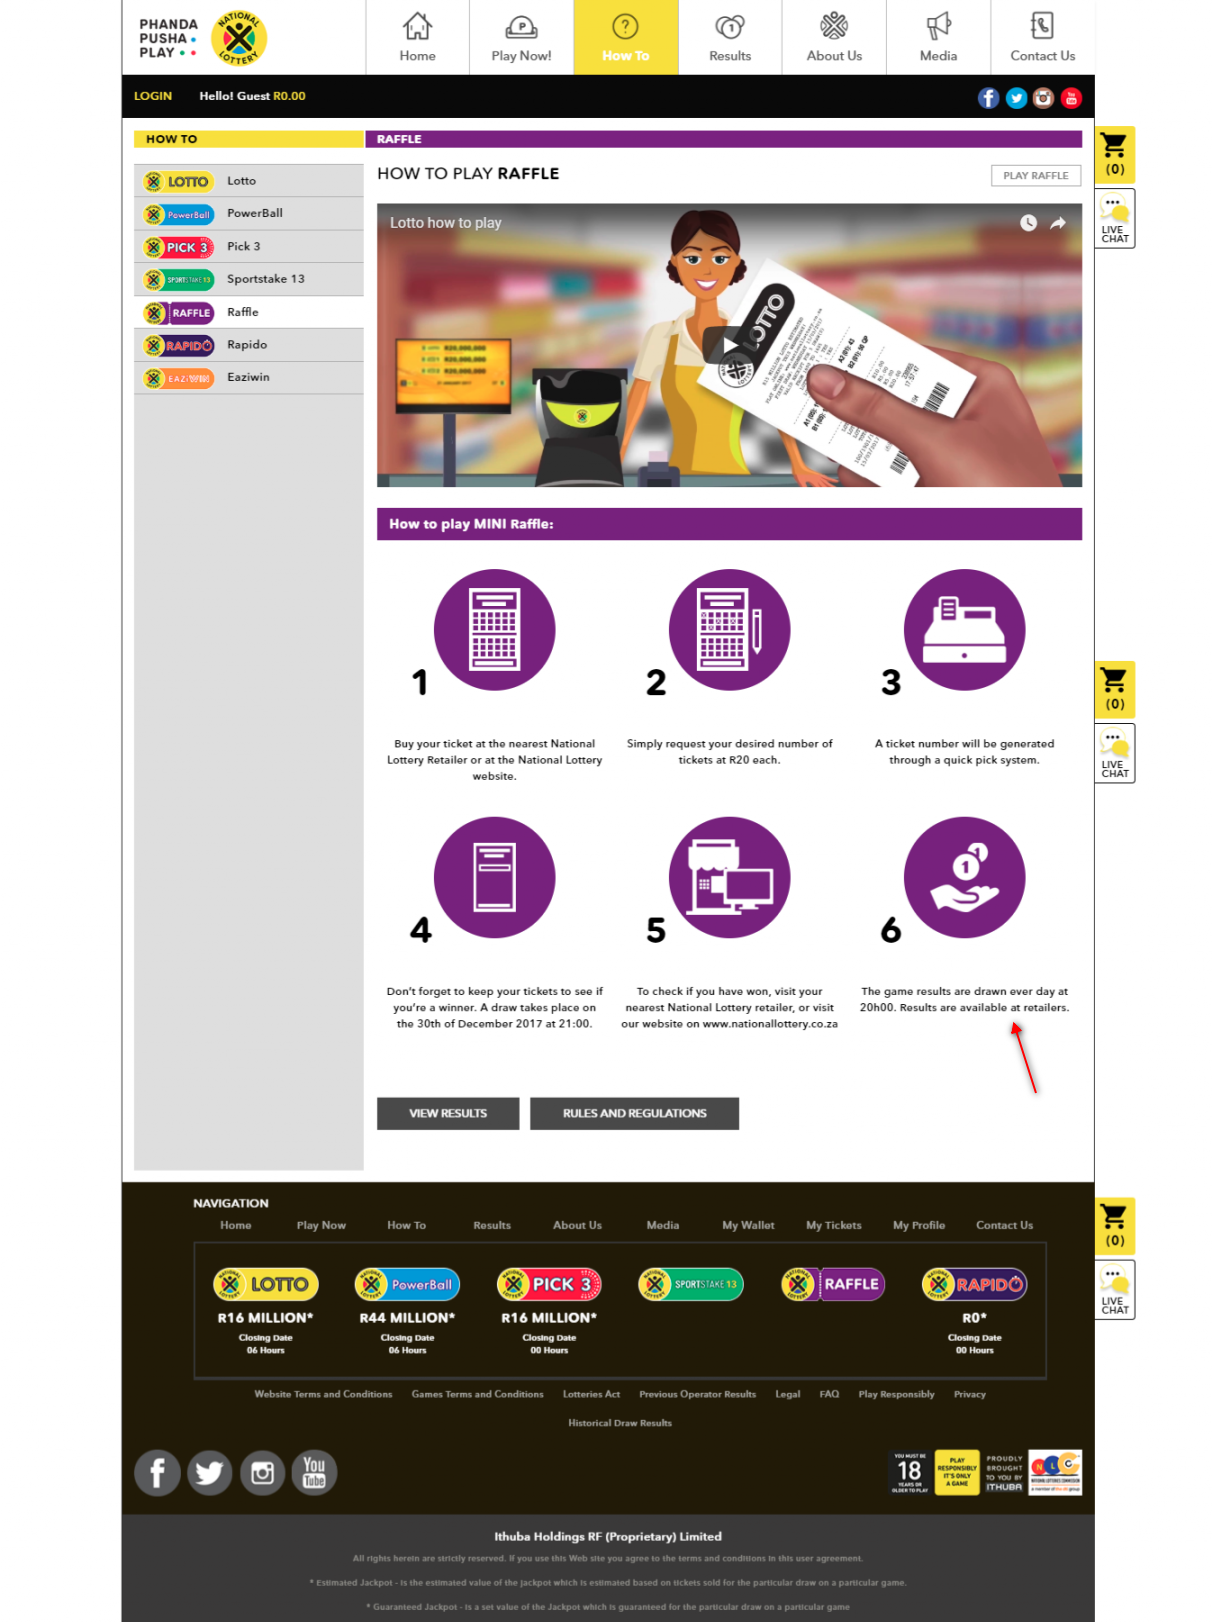 PHANDA
PUSHA
PLAY
NATIONAL
LOTTERY
Home
Play Now!
How To
Results
About Us
Media
Contact Us
LOGIN Hello! Guest R0.00
HOW TO
RAFFLE
LOTTO Lotto
PowerBall PowerBall
PICK 3 Pick 3
SPORTSTAKE 13 Sportstake 13
RAFFLE Raffle
RAPIDO Rapido
EAZiWIN Eaziwin
HOW TO PLAY RAFFLE
PLAY RAFFLE
(0)
LIVE
CHAT
Lotto how to play
R20,000,000
R20,000,000
R20,000,000
LOTTO
How to play MINI Raffle:
1
2
3
Buy your ticket at the nearest National
Lottery Retailer or at the National Lottery
website.
Simply request your desired number of
tickets at R20 each.
A ticket number will be generated
through a quick pick system.
(0)
LIVE
CHAT
4
5
6
Don't forget to keep your tickets to see if
you're a winner. A draw takes place on
the 30th of December 2017 at 21:00.
To check if you have won, visit your
nearest National Lottery retailer, or visit
our website on www.nationallottery.co.za
The game results are drawn ever day at
20h00. Results are available at retailers.
VIEW RESULTS
RULES AND REGULATIONS
NAVIGATION
Home Play Now How To Results About Us Media My Wallet My Tickets My Profile Contact Us
(0)
LIVE
CHAT
LOTTO PowerBall PICK 3 SPORTSTAKE 13 RAFFLE RAPIDO
R16 MILLION* R44 MILLION* R16 MILLION* R0*
Closing Date Closing Date Closing Date Closing Date
06 Hours 06 Hours 00 Hours 00 Hours
Website Terms and Conditions Games Terms and Conditions Lotteries Act Previous Operator Results Legal FAQ Play Responsibly Privacy
Historical Draw Results
You
Tube
YOU MUST BE
18
YEARS OR
OLDER TO PLAY
PLAY
RESPONSIBLY
IT'S ONLY
A GAME
PROUDLY
BROUGHT
TO YOU BY
ITHUBA
NLC
NATIONAL LOTTERIES COMMISSION
Ithuba Holdings RF (Proprietary) Limited
All rights herein are strictly reserved. If you use this Web site you agree to the terms and conditions in this user agreement.
* Estimated Jackpot - is the estimated value of the jackpot which is estimated based on tickets sold for the particular draw on a particular game.
* Guaranteed Jackpot - is a set value of the Jackpot which is guaranteed for the particular draw on a particular game